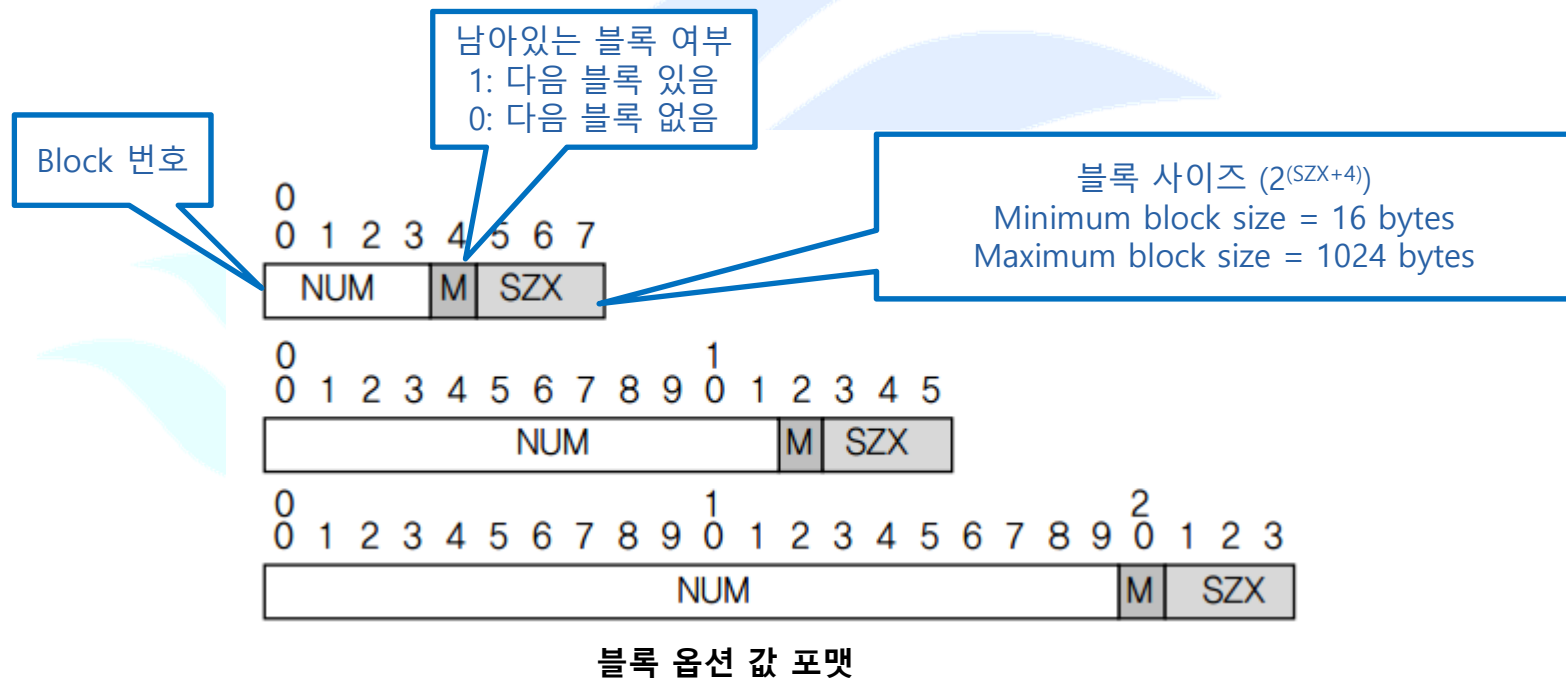 남아있는 블록 여부
1: 다음 블록 있음
0: 다음 블록 없음
Block 번호
블록 사이즈 (2(SZX+4))
Minimum block size = 16 bytes
Maximum block size = 1024 bytes
0
0 1 2 3 4 5 6 7
NUM M SZX
0 1
0 1 2 3 4 5 6 7 8 9 0 1 2 3 4 5
NUM M SZX
0 1 2
0 1 2 3 4 5 6 7 8 9 0 1 2 3 4 5 6 7 8 9 0 1 2 3
NUM M SZX
블록 옵션 값 포맷